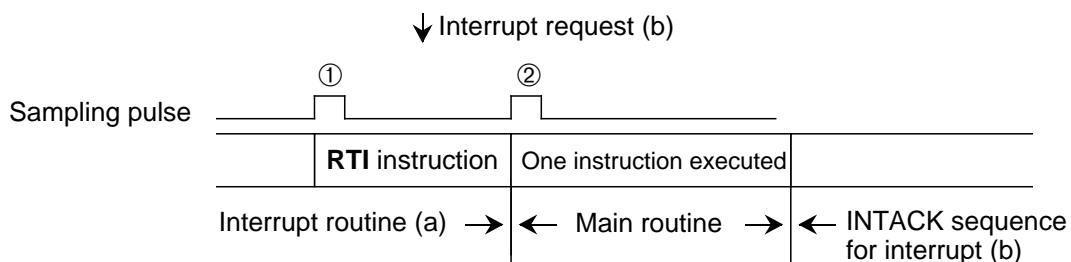 Interrupt request (b)
① ②
Sampling pulse
RTI instruction One instruction executed
Interrupt routine (a) Main routine INTACK sequence
for interrupt (b)